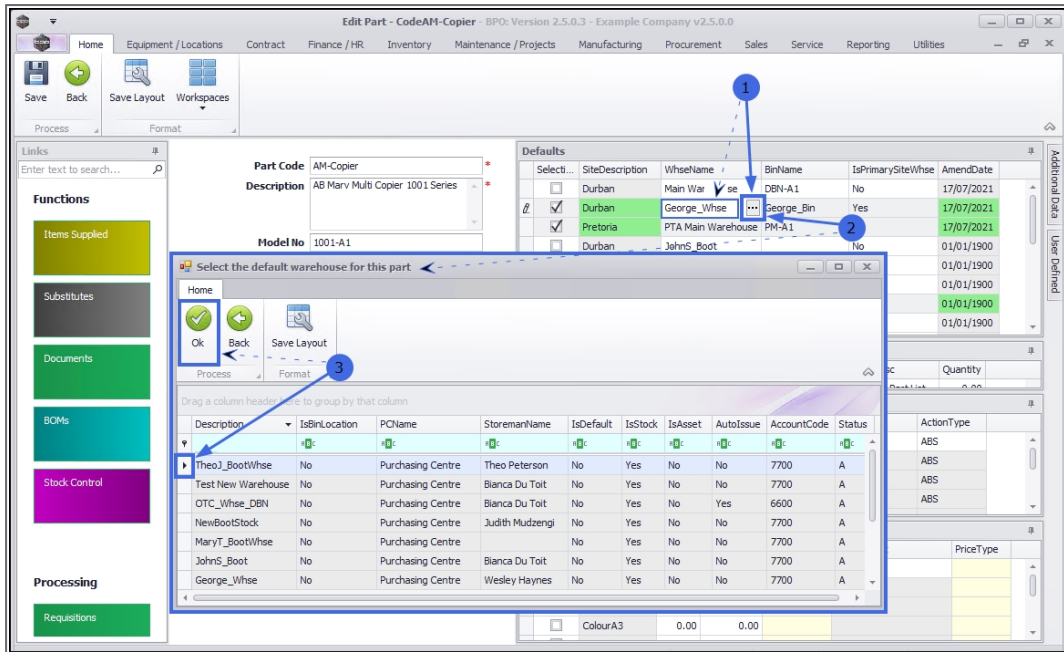 Edit Part - CodeAM-Copier - BPO: Version 2.5.0.3 - Example Company v2.5.0.0
Home Equipment / Locations Contract Finance / HR Inventory Maintenance / Projects Manufacturing Procurement Sales Service Reporting Utilities
Save Back Save Layout Workspaces
Process Format
1
Links
Enter text to search...
Functions
Items Supplied
Substitutes
Documents
BOMs
Stock Control
Processing
Requisitions
Part Code AM-Copier *
Description AB Marv Multi Copier 1001 Series *
Model No 1001-A1
Defaults
Selecti... SiteDescription WhseName BinName IsPrimarySiteWhse AmendDate
Durban Main War se DBN-A1 No 17/07/2021
Durban George_Whse ... George_Bin Yes 17/07/2021
Pretoria PTA Main Warehouse PM-A1 17/07/2021
Durban JohnS_Boot No 01/01/1900
01/01/1900
01/01/1900
01/01/1900
01/01/1900
2
Additional Data
User Defined
Quantity
0.00
ActionType
ABS
ABS
ABS
ABS
PriceType
ColourA3 0.00 0.00
Select the default warehouse for this part
Home
Ok Back Save Layout
Process Format
3
Drag a column header here to group by that column
Description IsBinLocation PCName StoremanName IsDefault IsStock IsAsset AutoIssue AccountCode Status
TheoJ_BootWhse No Purchasing Centre Theo Peterson No Yes No No 7700 A
Test New Warehouse No Purchasing Centre Bianca Du Toit No Yes No No 7700 A
OTC_Whse_DBN No Purchasing Centre Bianca Du Toit No Yes No Yes 6600 A
NewBootStock No Purchasing Centre Judith Mudzengi No Yes No No 7700 A
MaryT_BootWhse No Purchasing Centre No Yes No No 7700 A
JohnS_Boot No Purchasing Centre Bianca Du Toit No Yes No No 7700 A
George_Whse No Purchasing Centre Wesley Haynes No Yes No No 7700 A